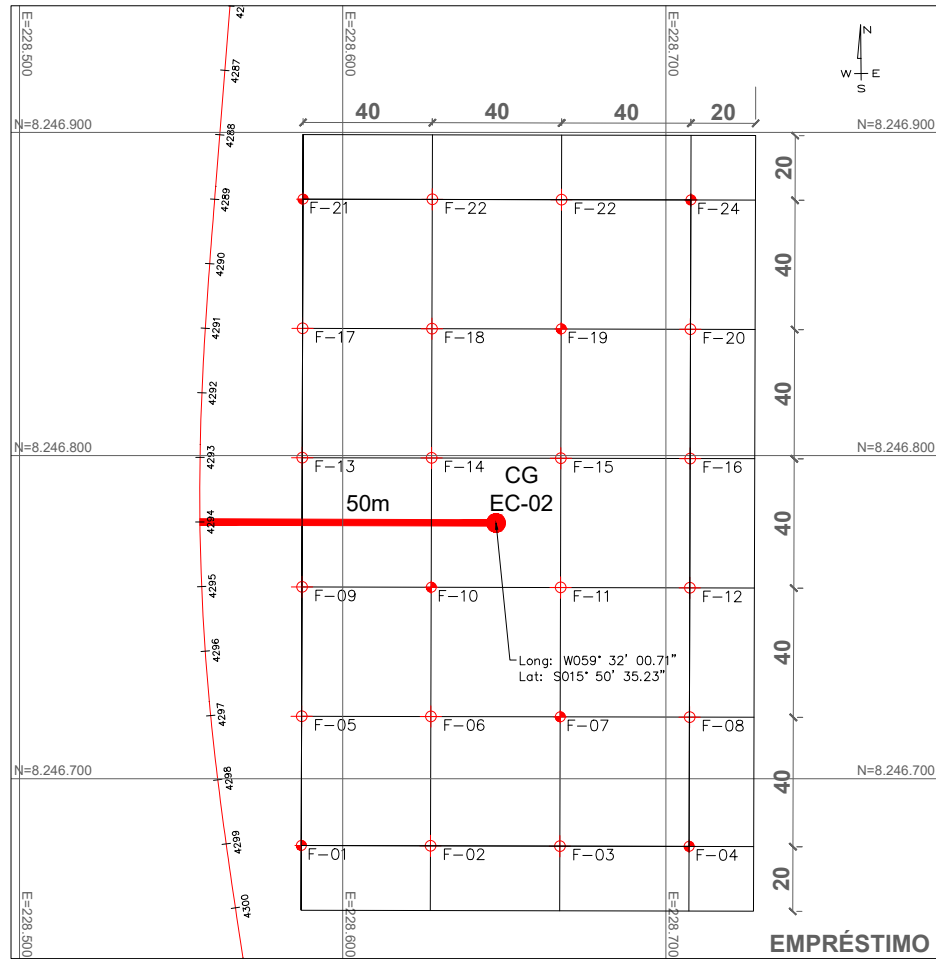 E=228.500
E=228.600
E=228.700
42
N
W E
S
4287
40 40 40 20
N=8.246.900
N=8.246.900
4288
20
4289
F-21
F-22
F-22
F-24
4290
40
4291
F-17
F-18
F-19
F-20
4292
40
N=8.246.800
N=8.246.800
4293
F-13
F-14
F-15
F-16
CG
EC-02
50m
4294
40
4295
F-09
F-10
F-11
F-12
4296
40
Long: W059° 32' 00.71"
Lat: S015° 50' 35.23"
4297
F-05
F-06
F-07
F-08
N=8.246.700
N=8.246.700
4298
40
4299
F-01
F-02
F-03
F-04
20
4300
E=228.500
E=228.600
E=228.700
EMPRÉSTIMO